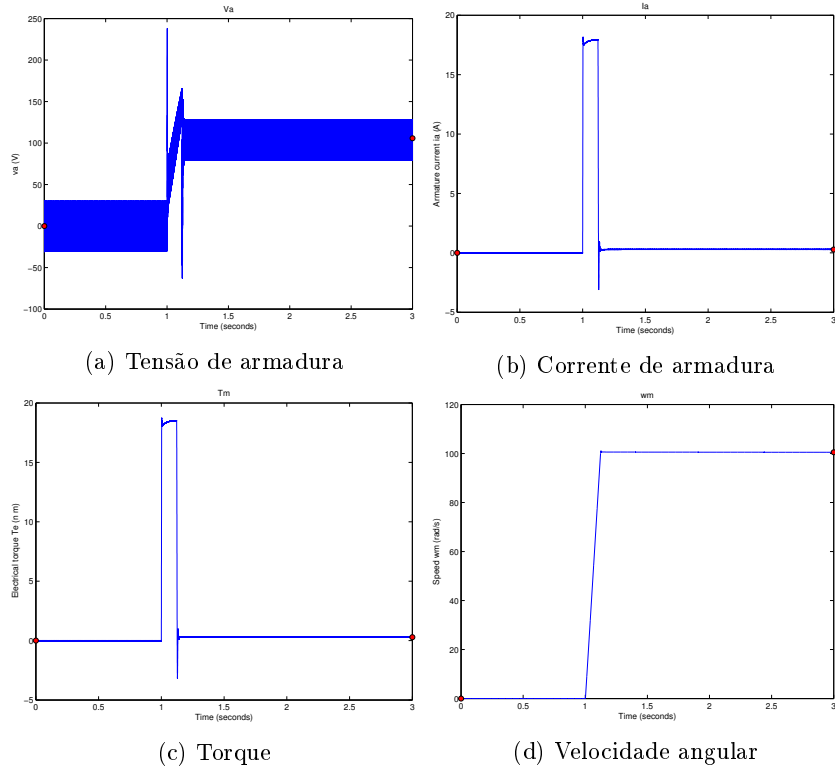 Va
250
200
150
100
50
0
−50
−100
va (V)
0 0.5 1 1.5 2 2.5 3
Time (seconds)
(a) Tensão de armadura
Ia
20
15
10
5
0
−5
Armature current ia (A)
0 0.5 1 1.5 2 2.5 3
Time (seconds)
(b) Corrente de armadura
Tm
20
15
10
5
0
−5
Electrical torque Te (n m)
0 0.5 1 1.5 2 2.5 3
Time (seconds)
(c) Torque
wm
120
100
80
60
40
20
0
Speed wm (rad/s)
0 0.5 1 1.5 2 2.5 3
Time (seconds)
(d) Velocidade angular